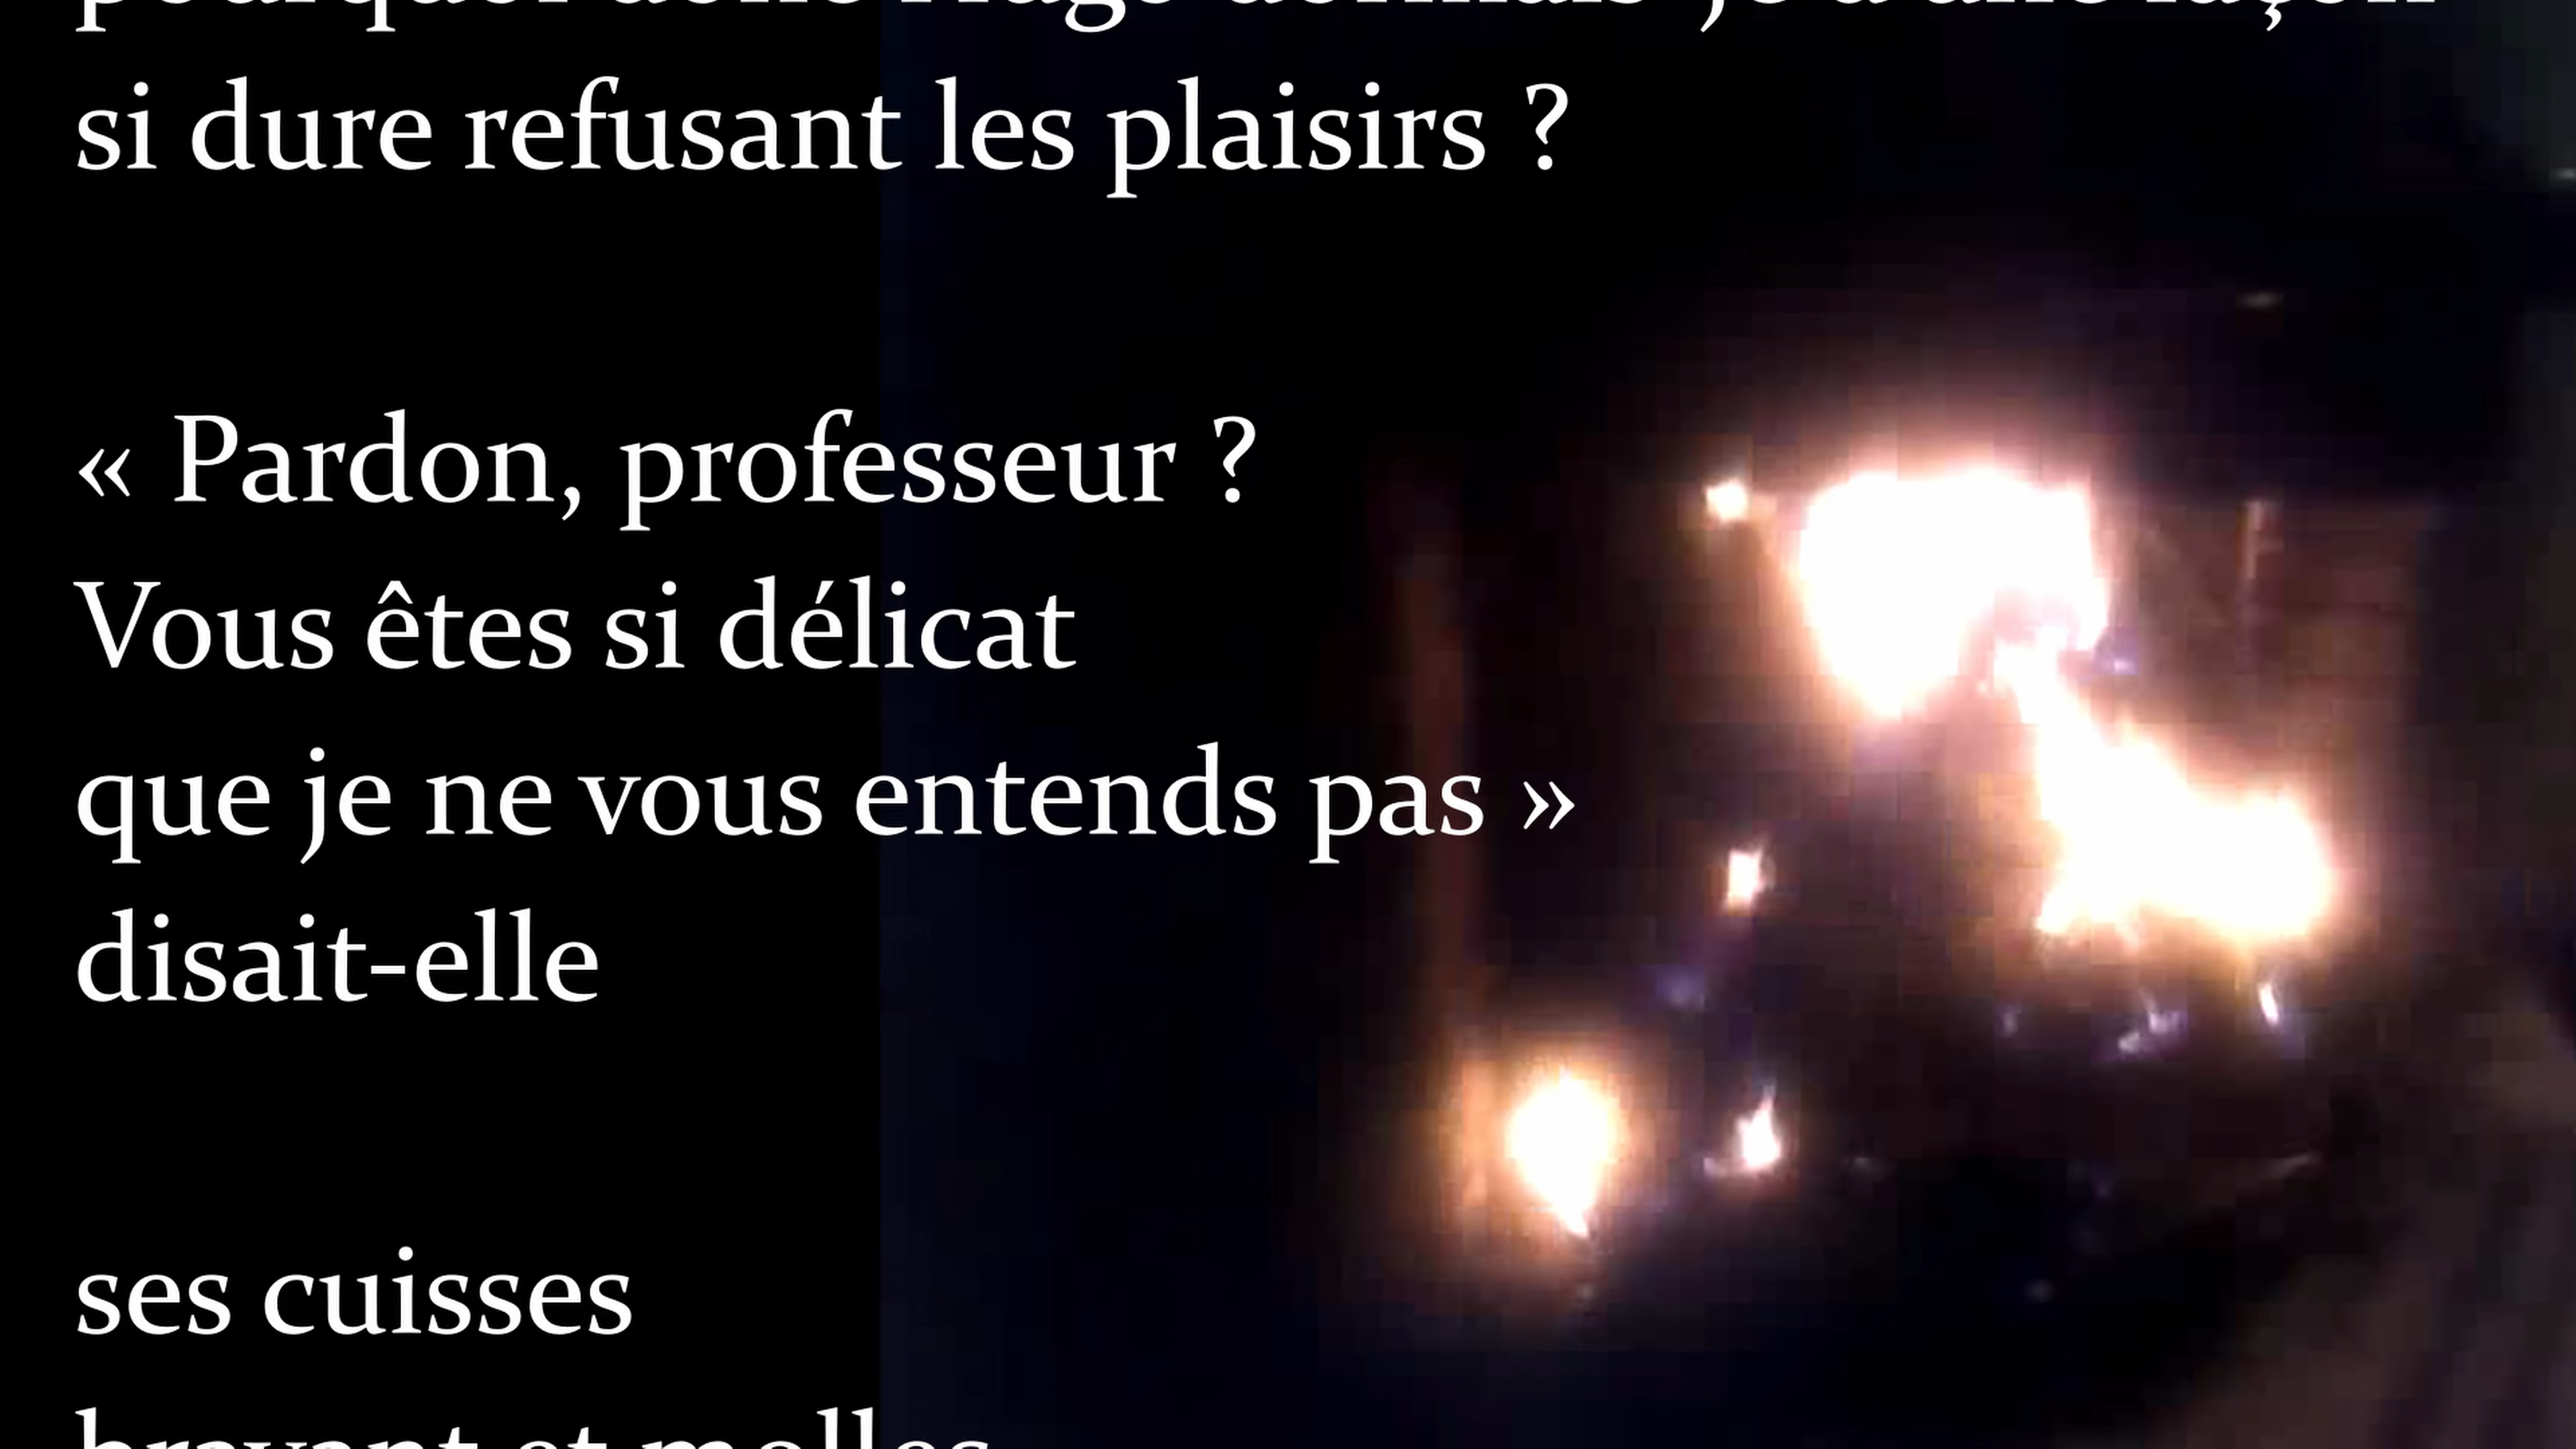 si dure refusant les plaisirs ?
« Pardon, professeur ?
Vous êtes si délicat
que je ne vous entends pas »
disait-elle
ses cuisses